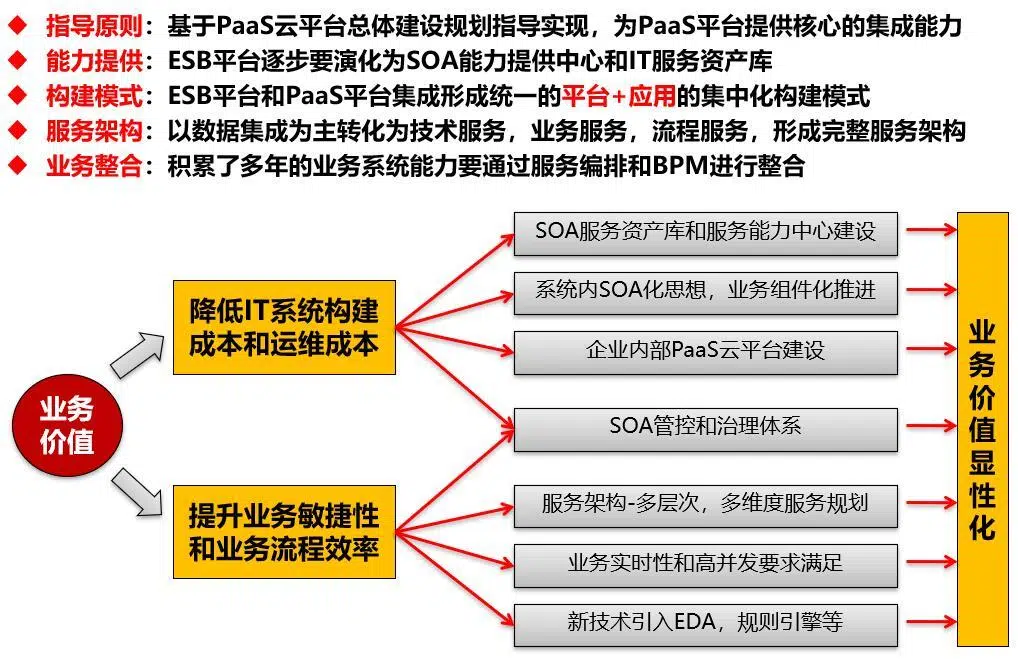 ◆ 指导原则：基于PaaS云平台总体建设规划指导实现，为PaaS平台提供核心的集成能力
◆ 能力提供：ESB平台逐步要演化为SOA能力提供中心和IT服务资产库
◆ 构建模式：ESB平台和PaaS平台集成形成统一的平台+应用的集中化构建模式
◆ 服务架构：以数据集成为主转化为技术服务，业务服务，流程服务，形成完整服务架构
◆ 业务整合：积累了多年的业务系统能力要通过服务编排和BPM进行整合
业务
价值
降低IT系统构建
成本和运维成本
提升业务敏捷性
和业务流程效率
SOA服务资产库和服务能力中心建设
系统内SOA化思想，业务组件化推进
企业内部PaaS云平台建设
SOA管控和治理体系
服务架构-多层次，多维度服务规划
业务实时性和高并发要求满足
新技术引入EDA，规则引擎等
业务价值显性化